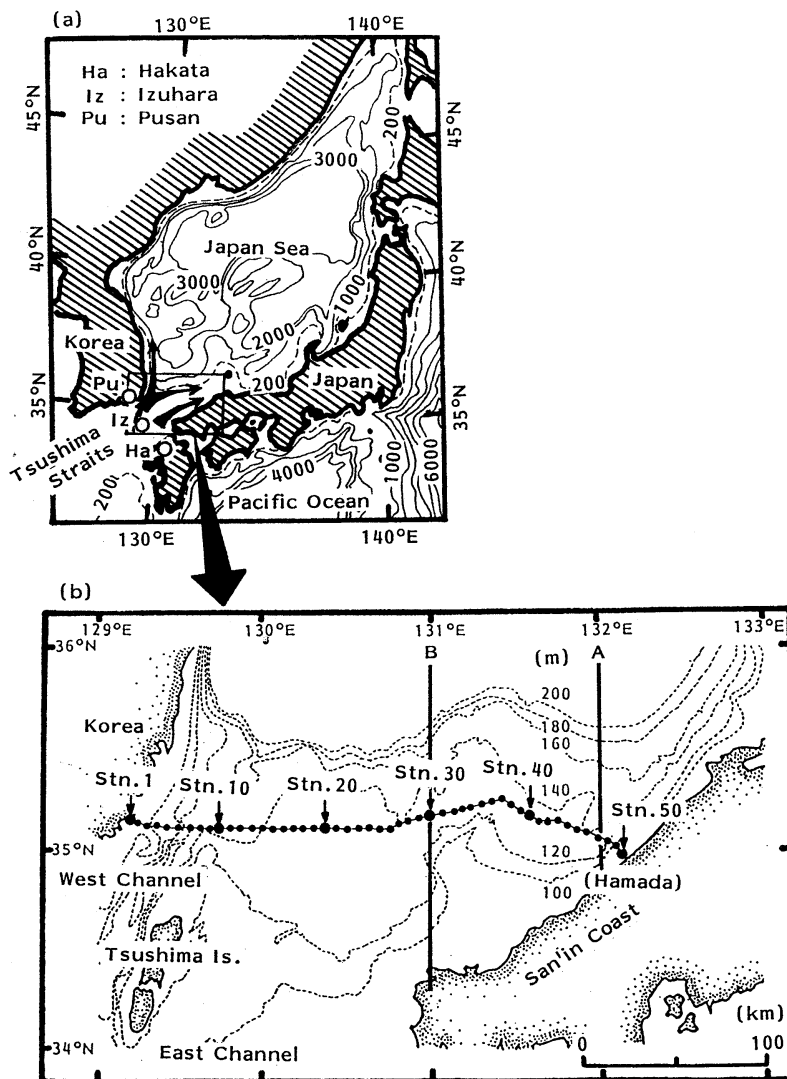 (a)
130°E 140°E
Ha : Hakata
Iz : Izuhara
Pu : Pusan
45°N
45°N
200
3000
40°N
Japan Sea
40°N
3000
1000
2000
Korea
200
Japan
Pu
35°N
35°N
Iz
Ha
Tsushima
Straits
4000
1000
6000
200
Pacific Ocean
130°E 140°E
(b)
129°E 130°E 131°E 132°E 133°E
36°N
B (m) A
200
180
160
140
Korea
Stn.1 Stn.10 Stn.20 Stn.30 Stn.40
Stn.50
35°N
120
100
West Channel
(Hamada)
Tsushima Is.
San'in Coast
34°N
East Channel
(km)
0 100